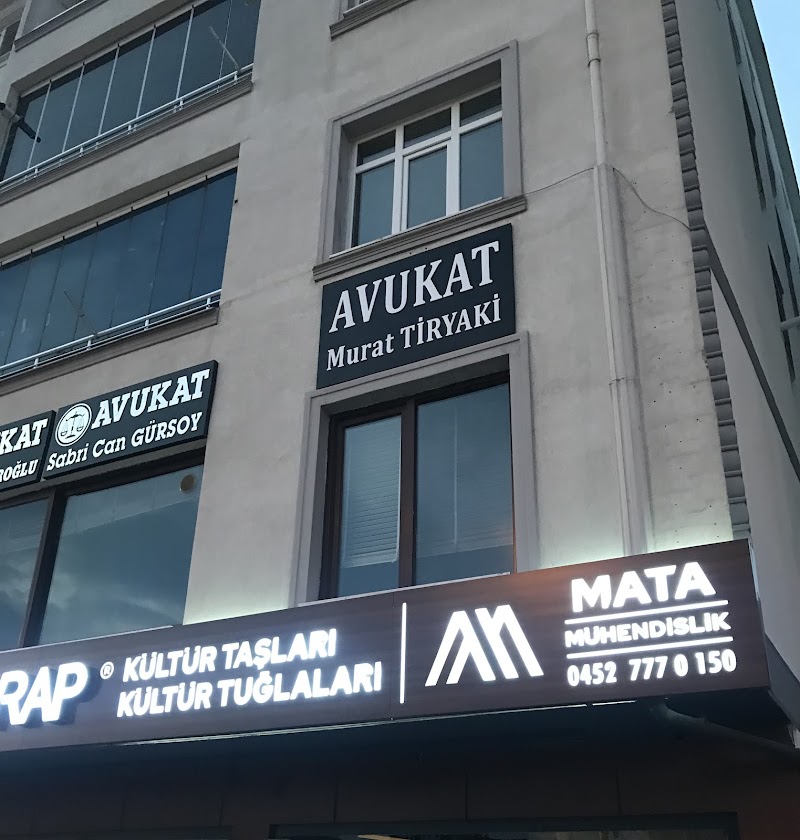 AVUKAT
Murat TİRYAKİ
AVUKAT
Sabri Can GÜRSOY
KAT
ROĞLU
RAP ®
KÜLTÜR TAŞLARI
KÜLTÜR TUĞLALARI
MATA
MÜHENDİSLİK
0452 777 0 150